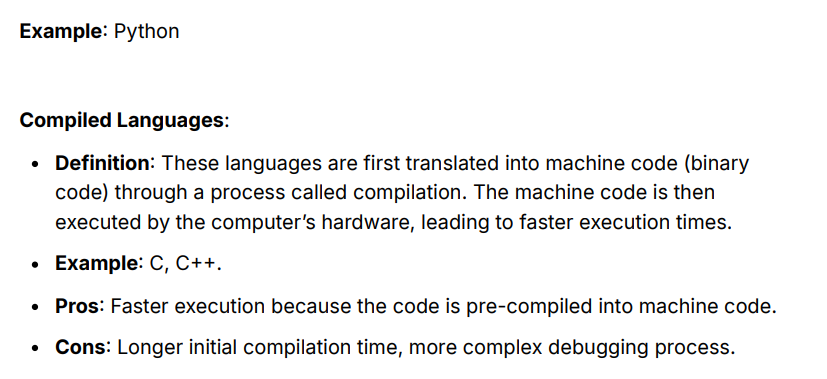 Example: Python
Compiled Languages:
• Definition: These languages are first translated into machine code (binary
code) through a process called compilation. The machine code is then
executed by the computer’s hardware, leading to faster execution times.
• Example: C, C++.
• Pros: Faster execution because the code is pre-compiled into machine code.
• Cons: Longer initial compilation time, more complex debugging process.